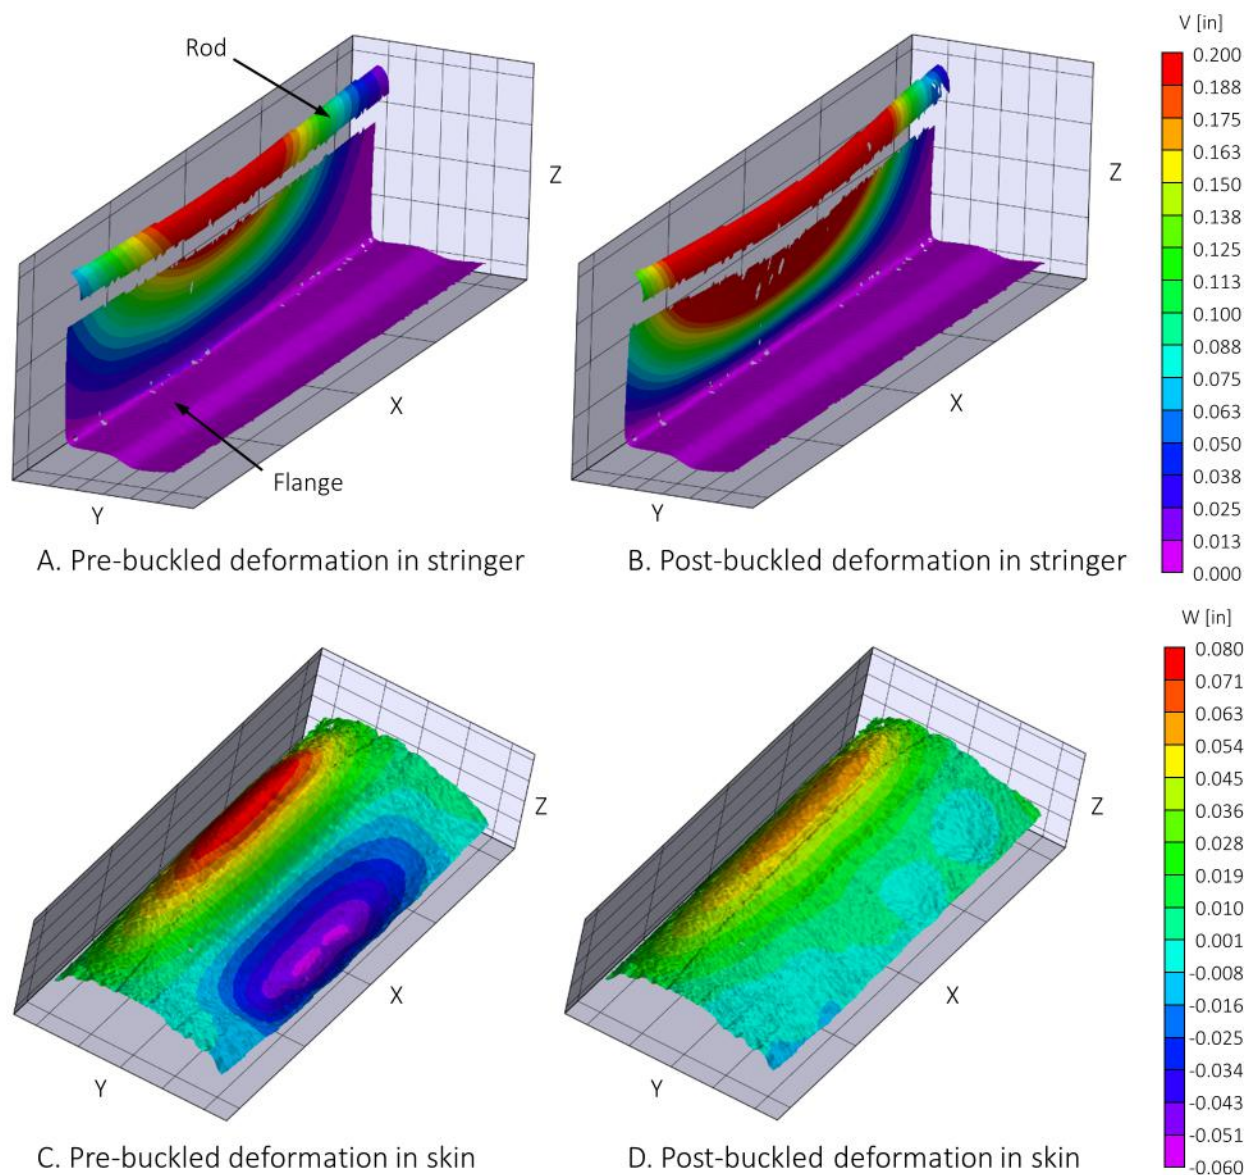 V [in]
Rod
0.200
0.188
0.175
0.163
0.150
0.138
0.125
0.113
0.100
0.088
0.075
0.063
0.050
0.038
0.025
0.013
0.000
Z
X
Y
Flange
Z
X
Y
A. Pre-buckled deformation in stringer
B. Post-buckled deformation in stringer
W [in]
0.080
0.071
0.063
0.054
0.045
0.036
0.028
0.019
0.010
0.001
-0.008
-0.016
-0.025
-0.034
-0.043
-0.051
-0.060
Z
X
Y
Z
X
Y
C. Pre-buckled deformation in skin
D. Post-buckled deformation in skin